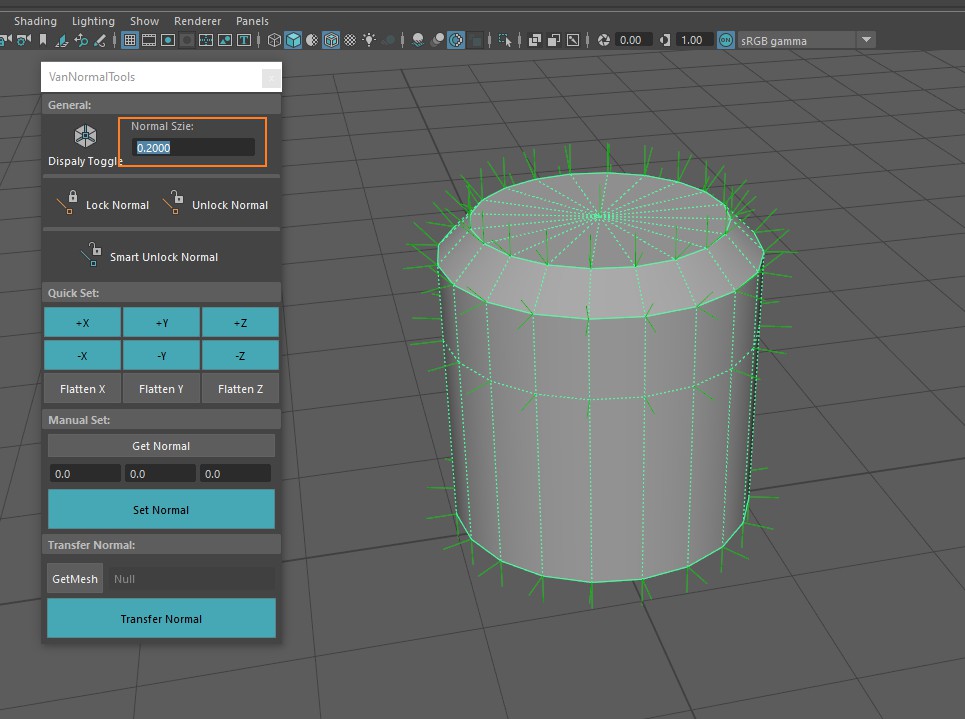 Shading Lighting Show Renderer Panels
0.00 1.00 ON sRGB gamma
VanNormalTools
General:
Normal Szie:
0.2000
Dispaly Toggle
Lock Normal Unlock Normal
Smart Unlock Normal
Quick Set:
+X +Y +Z
-X -Y -Z
Flatten X Flatten Y Flatten Z
Manual Set:
Get Normal
0.0 0.0 0.0
Set Normal
Transfer Normal:
GetMesh Null
Transfer Normal